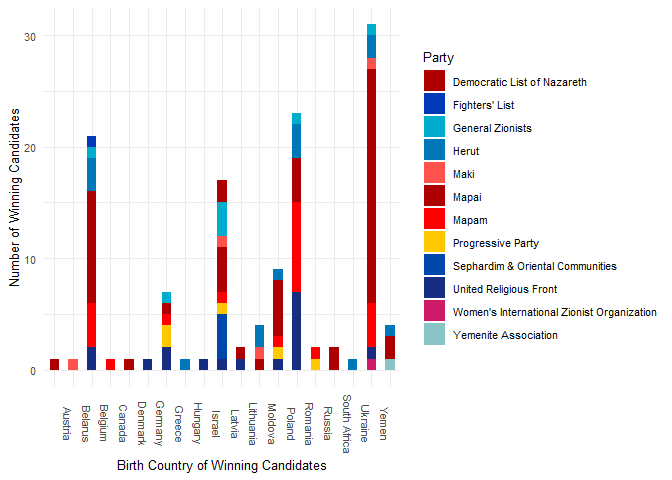 Party
Democratic List of Nazareth
Fighters' List
General Zionists
Herut
Maki
Mapai
Mapam
Progressive Party
Sephardim & Oriental Communities
United Religious Front
Women's International Zionist Organization
Yemenite Association
Number of Winning Candidates
30
20
10
0
Austria
Belarus
Belgium
Canada
Denmark
Germany
Greece
Hungary
Israel
Latvia
Lithuania
Moldova
Poland
Romania
Russia
South Africa
Ukraine
Yemen
Birth Country of Winning Candidates